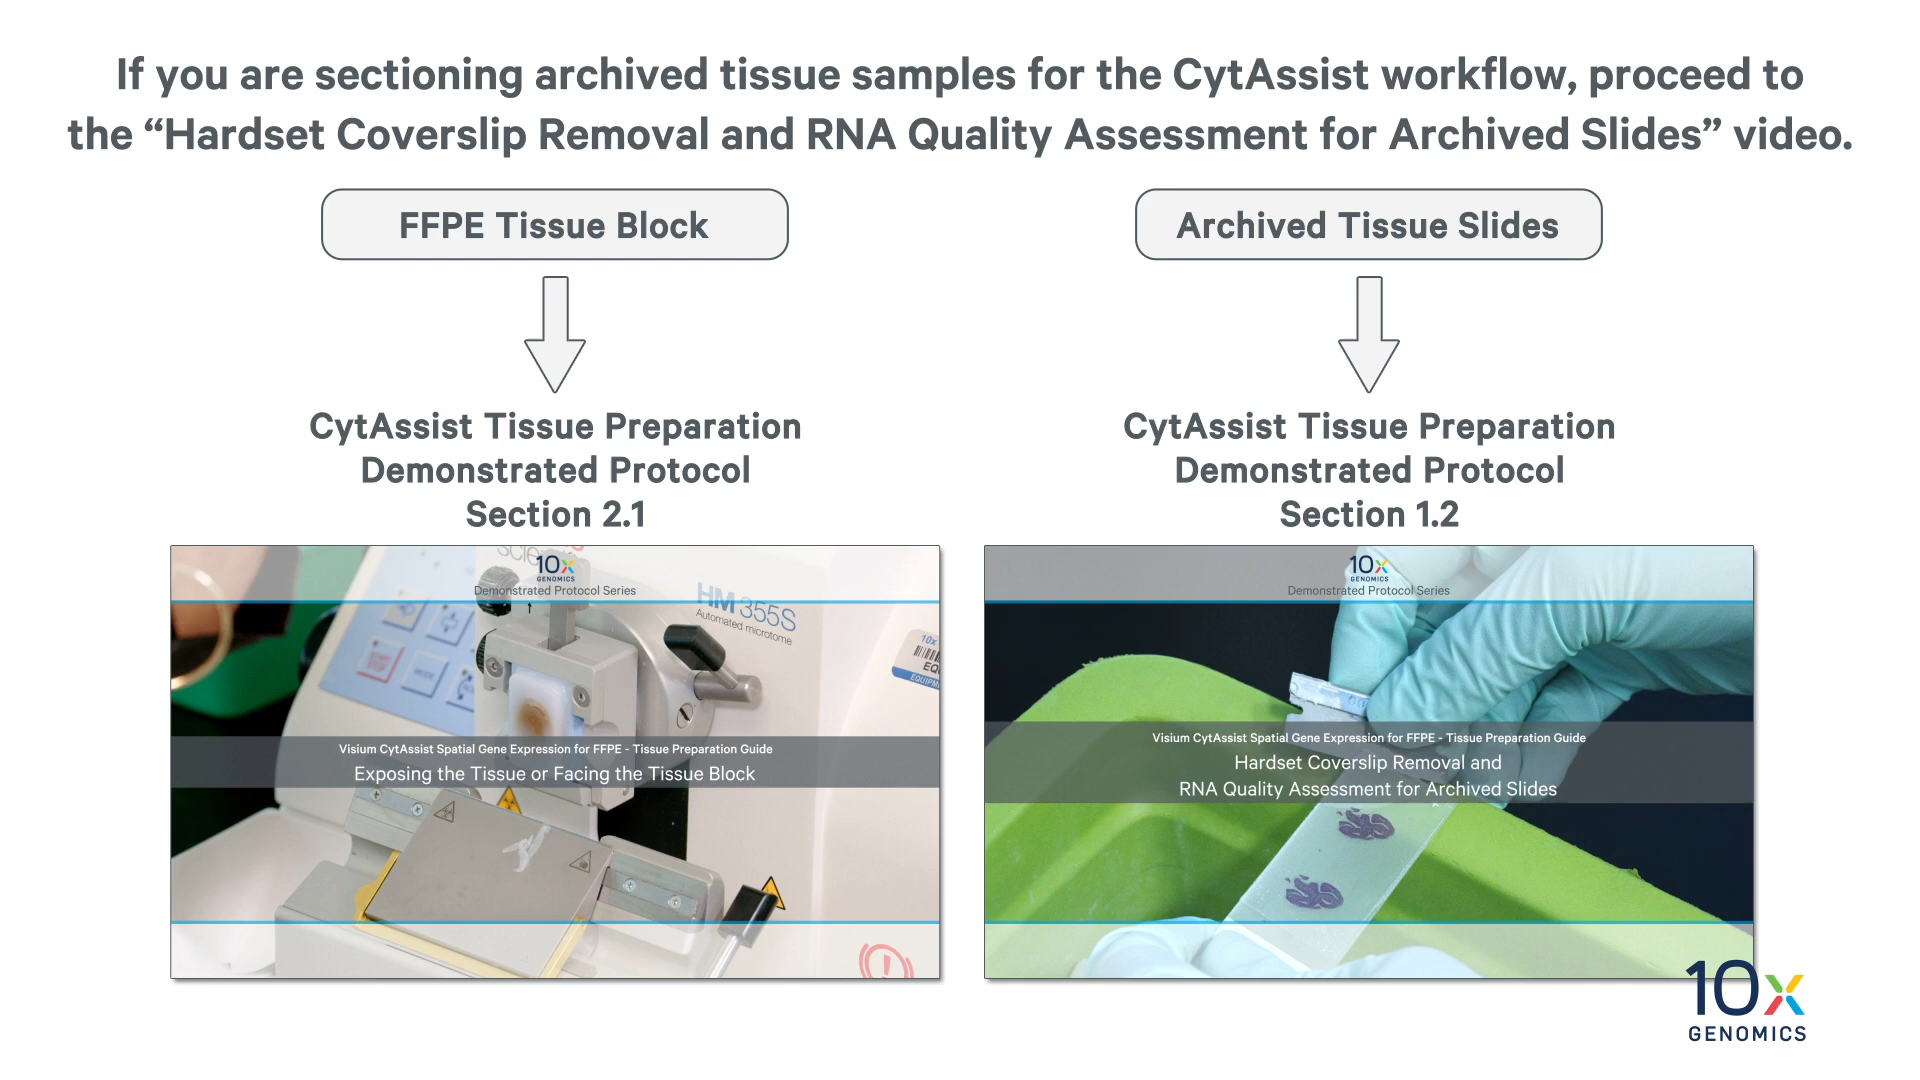 If you are sectioning archived tissue samples for the CytAssist workflow, proceed to
the “Hardset Coverslip Removal and RNA Quality Assessment for Archived Slides” video.
FFPE Tissue Block
Archived Tissue Slides
CytAssist Tissue Preparation
Demonstrated Protocol
Section 2.1
CytAssist Tissue Preparation
Demonstrated Protocol
Section 1.2
10x
GENOMICS
Demonstrated Protocol Series
HM 355S
Automated microtome
10x
Visium CytAssist Spatial Gene Expression for FFPE - Tissue Preparation Guide
Exposing the Tissue or Facing the Tissue Block
10x
GENOMICS
Demonstrated Protocol Series
Visium CytAssist Spatial Gene Expression for FFPE - Tissue Preparation Guide
Hardset Coverslip Removal and
RNA Quality Assessment for Archived Slides
10x
GENOMICS